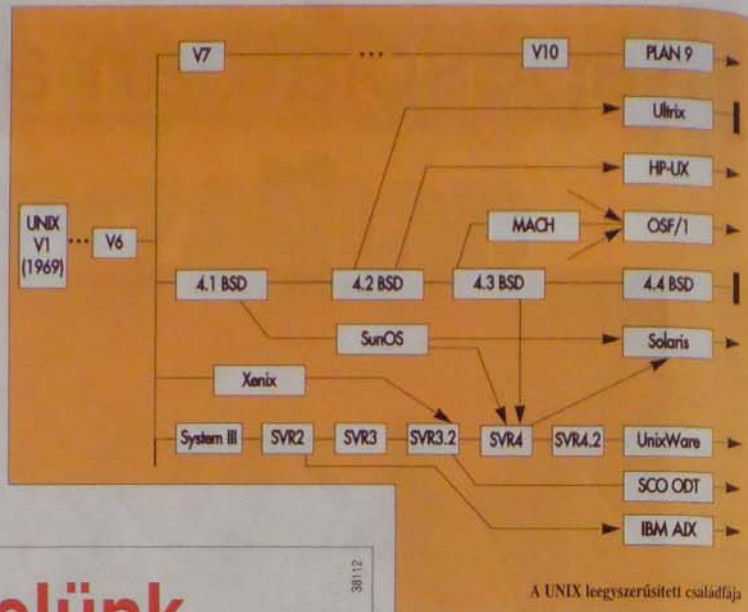 V7
...
V10
PLAN 9
Ultrix
HP-UX
MACH
OSF/1
UNIX
V1
(1969)
...
V6
4.1 BSD
4.2 BSD
4.3 BSD
4.4 BSD
SunOS
Solaris
Xenix
System III
SVR2
SVR3
SVR3.2
SVR4
SVR4.2
UnixWare
SCO ODT
IBM AIX
A UNIX leegyszerűsített családfája
38112